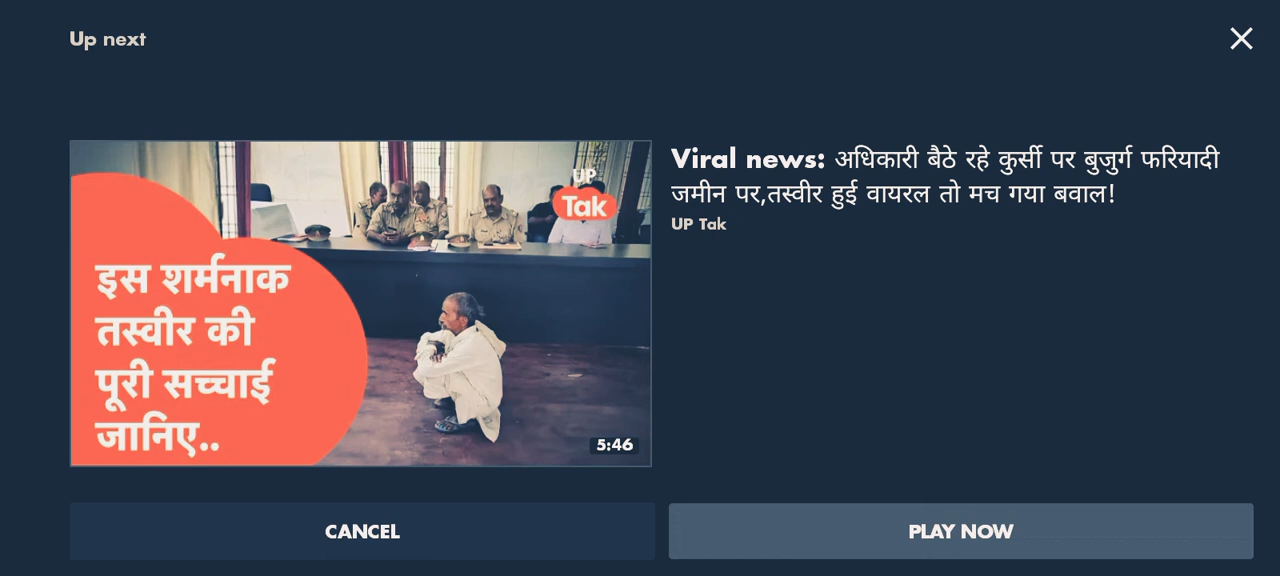 Up next
UP
Tak
इस शर्मनाक
तस्वीर की
पूरी सच्चाई
जानिए..
5:46
Viral news: अधिकारी बैठे रहे कुर्सी पर बुजुर्ग फरियादी
जमीन पर,तस्वीर हुई वायरल तो मच गया बवाल!
UP Tak
CANCEL
PLAY NOW